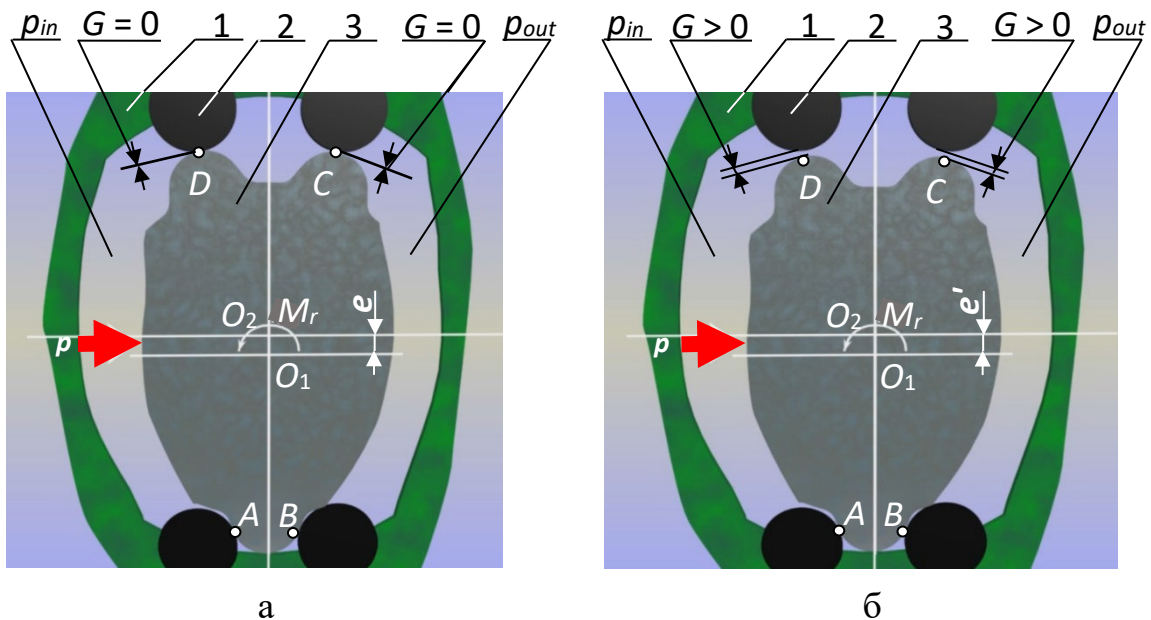 pin G = 0 1 2 3 G = 0 pout
pin G > 0 1 2 3 G > 0 pout
D C
D C
e
e'
O2 Mr
O2 Mr
p
p
O1
O1
A B
A B
а
б